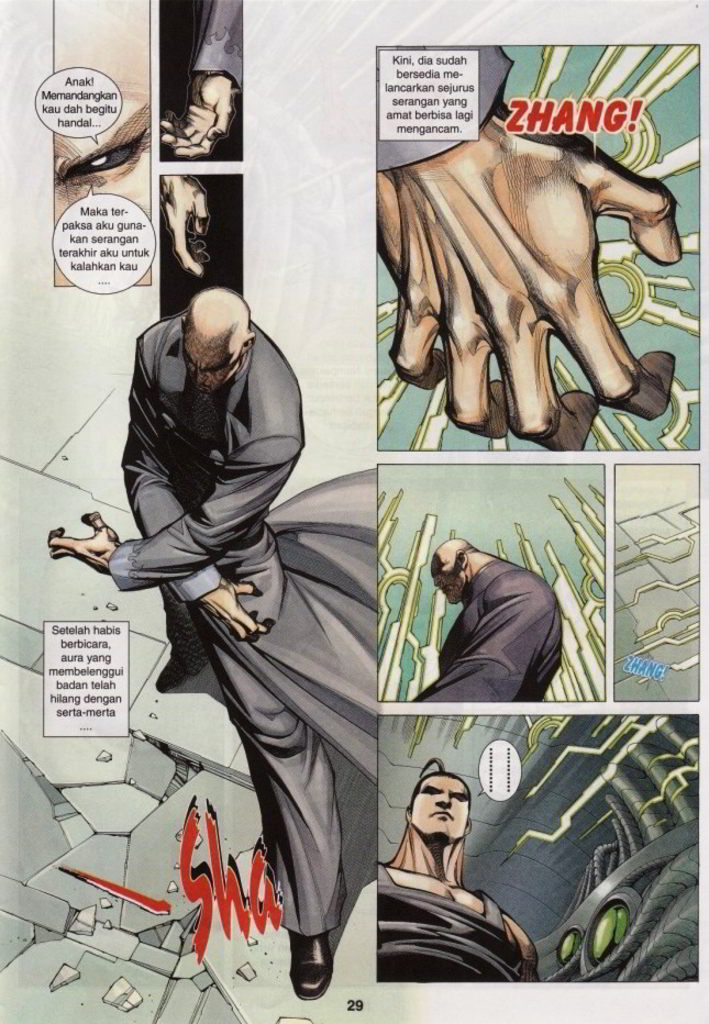 Anak!
Memandangkan
kau dah begitu
handal...
Maka ter-
paksa aku guna-
kan serangan
terakhir aku untuk
kalahkan kau
....
Setelah habis
berbicara,
aura yang
membelenggui
badan telah
hilang dengan
serta-merta
....
Sha
Kini, dia sudah
bersedia me-
lancarkan sejurus
serangan yang
amat berbisa lagi
mengancam.
ZHANG!
ZHANG!
29